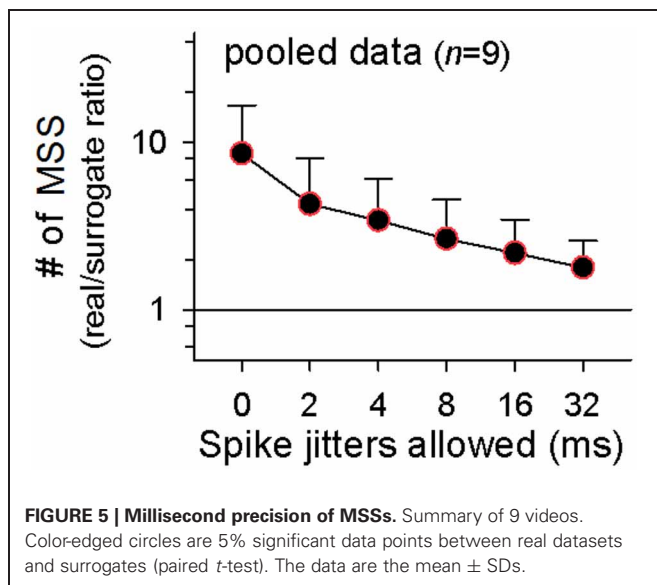 pooled data (n=9)
# of MSS
(real/surrogate ratio)
10
1
0 2 4 8 16 32
Spike jitters allowed (ms)
FIGURE 5 | Millisecond precision of MSSs. Summary of 9 videos.
Color-edged circles are 5% significant data points between real datasets
and surrogates (paired t-test). The data are the mean ± SDs.